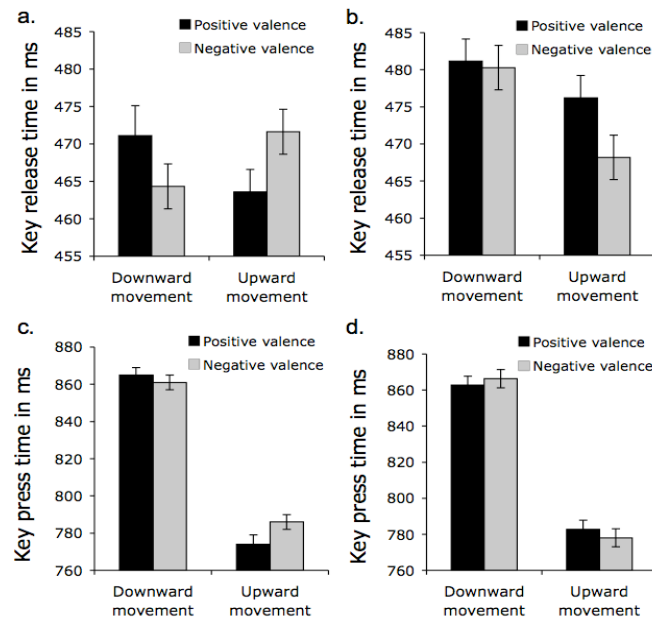 a.
Positive valence
Negative valence
Key release time in ms
485
480
475
470
465
460
455
Downward movement
Upward movement
b.
Positive valence
Negative valence
Key release time in ms
485
480
475
470
465
460
455
Downward movement
Upward movement
c.
Positive valence
Negative valence
Key press time in ms
880
860
840
820
800
780
760
Downward movement
Upward movement
d.
Positive valence
Negative valence
Key press time in ms
880
860
840
820
800
780
760
Downward movement
Upward movement